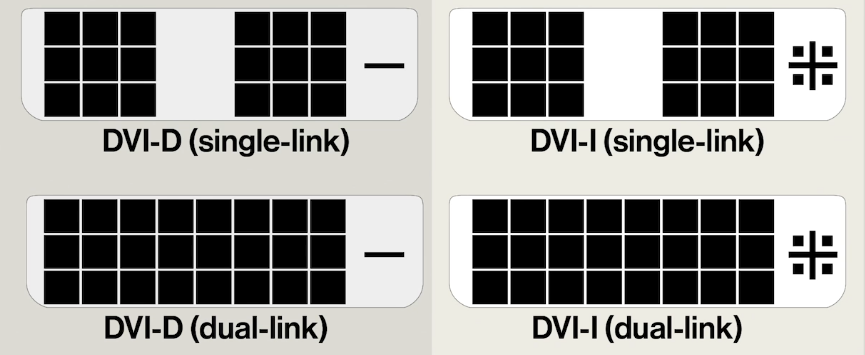 DVI-D (single-link)
DVI-I (single-link)
DVI-D (dual-link)
DVI-I (dual-link)